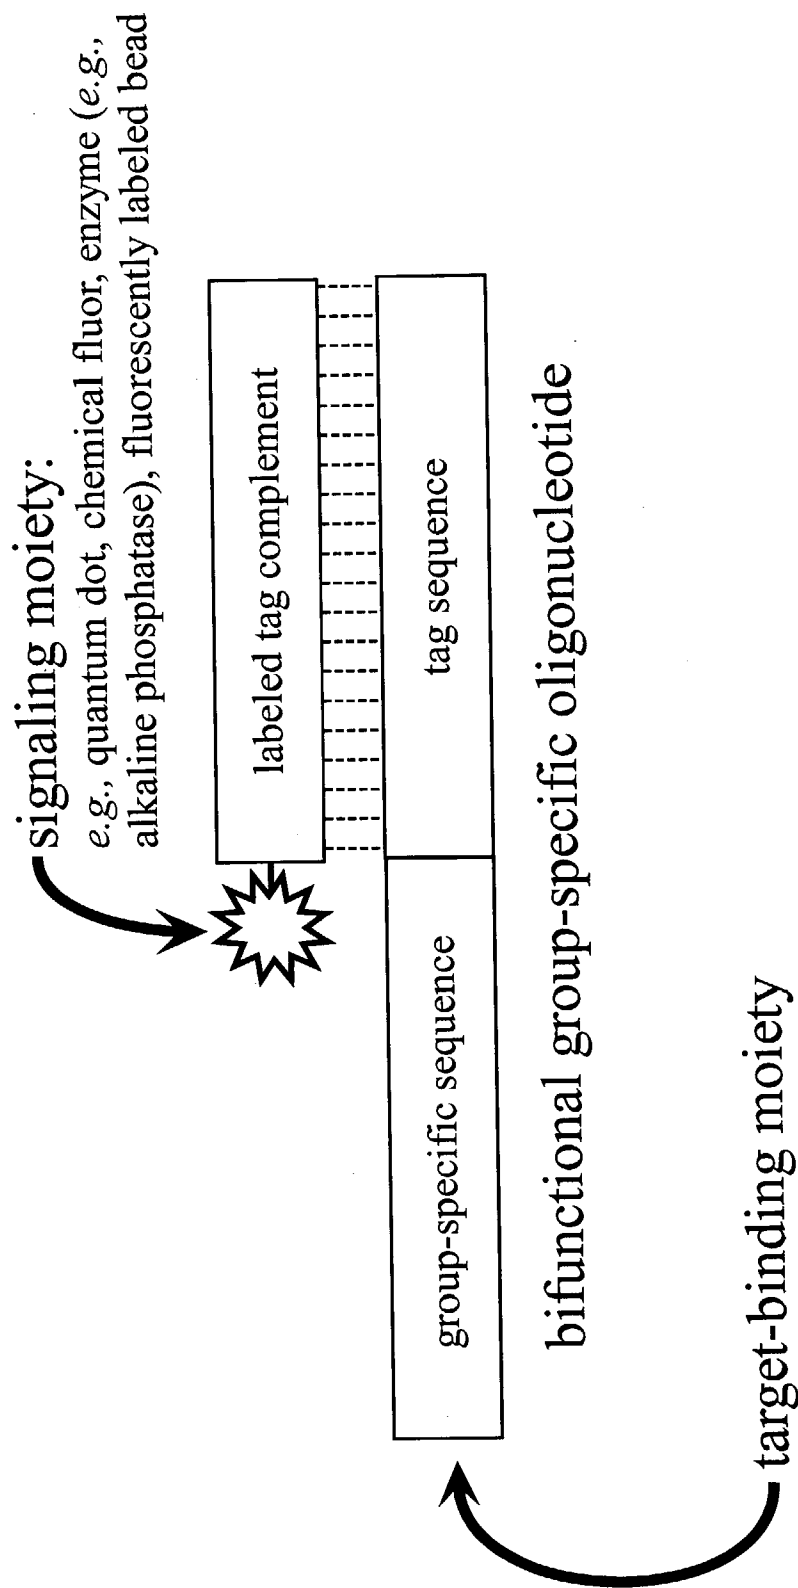 signaling moiety:
e.g., quantum dot, chemical fluor, enzyme (e.g.,
alkaline phosphatase), fluorescently labeled bead
labeled tag complement
group-specific sequence
tag sequence
bifunctional group-specific oligonucleotide
target-binding moiety